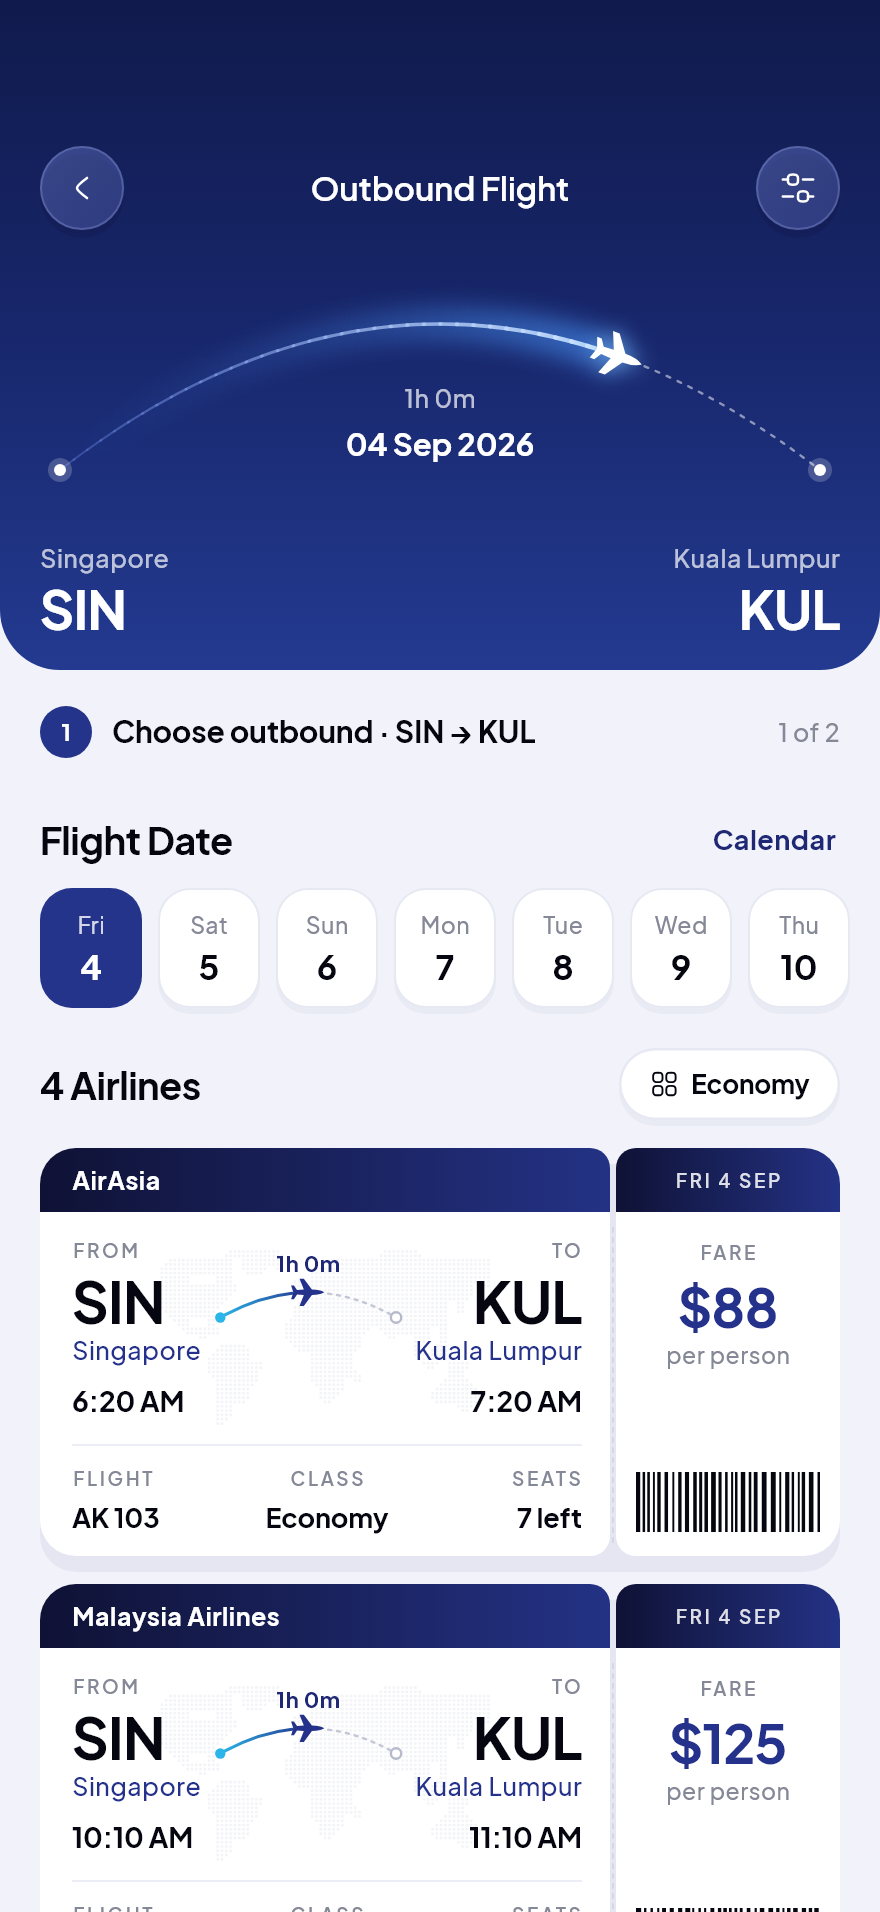 Outbound Flight
1h 0m
04 Sep 2026
Singapore Kuala Lumpur
SIN KUL
1 Choose outbound · SIN → KUL 1 of 2
Flight Date Calendar
Fri Sat Sun Mon Tue Wed Thu
4 5 6 7 8 9 10
4 Airlines Economy
AirAsia FRI 4 SEP
FROM TO FARE
1h 0m
SIN KUL $88
Singapore Kuala Lumpur per person
6:20 AM 7:20 AM
FLIGHT CLASS SEATS
AK 103 Economy 7 left
Malaysia Airlines FRI 4 SEP
FROM TO FARE
1h 0m
SIN KUL $125
Singapore Kuala Lumpur per person
10:10 AM 11:10 AM
FLIGHT CLASS SEATS